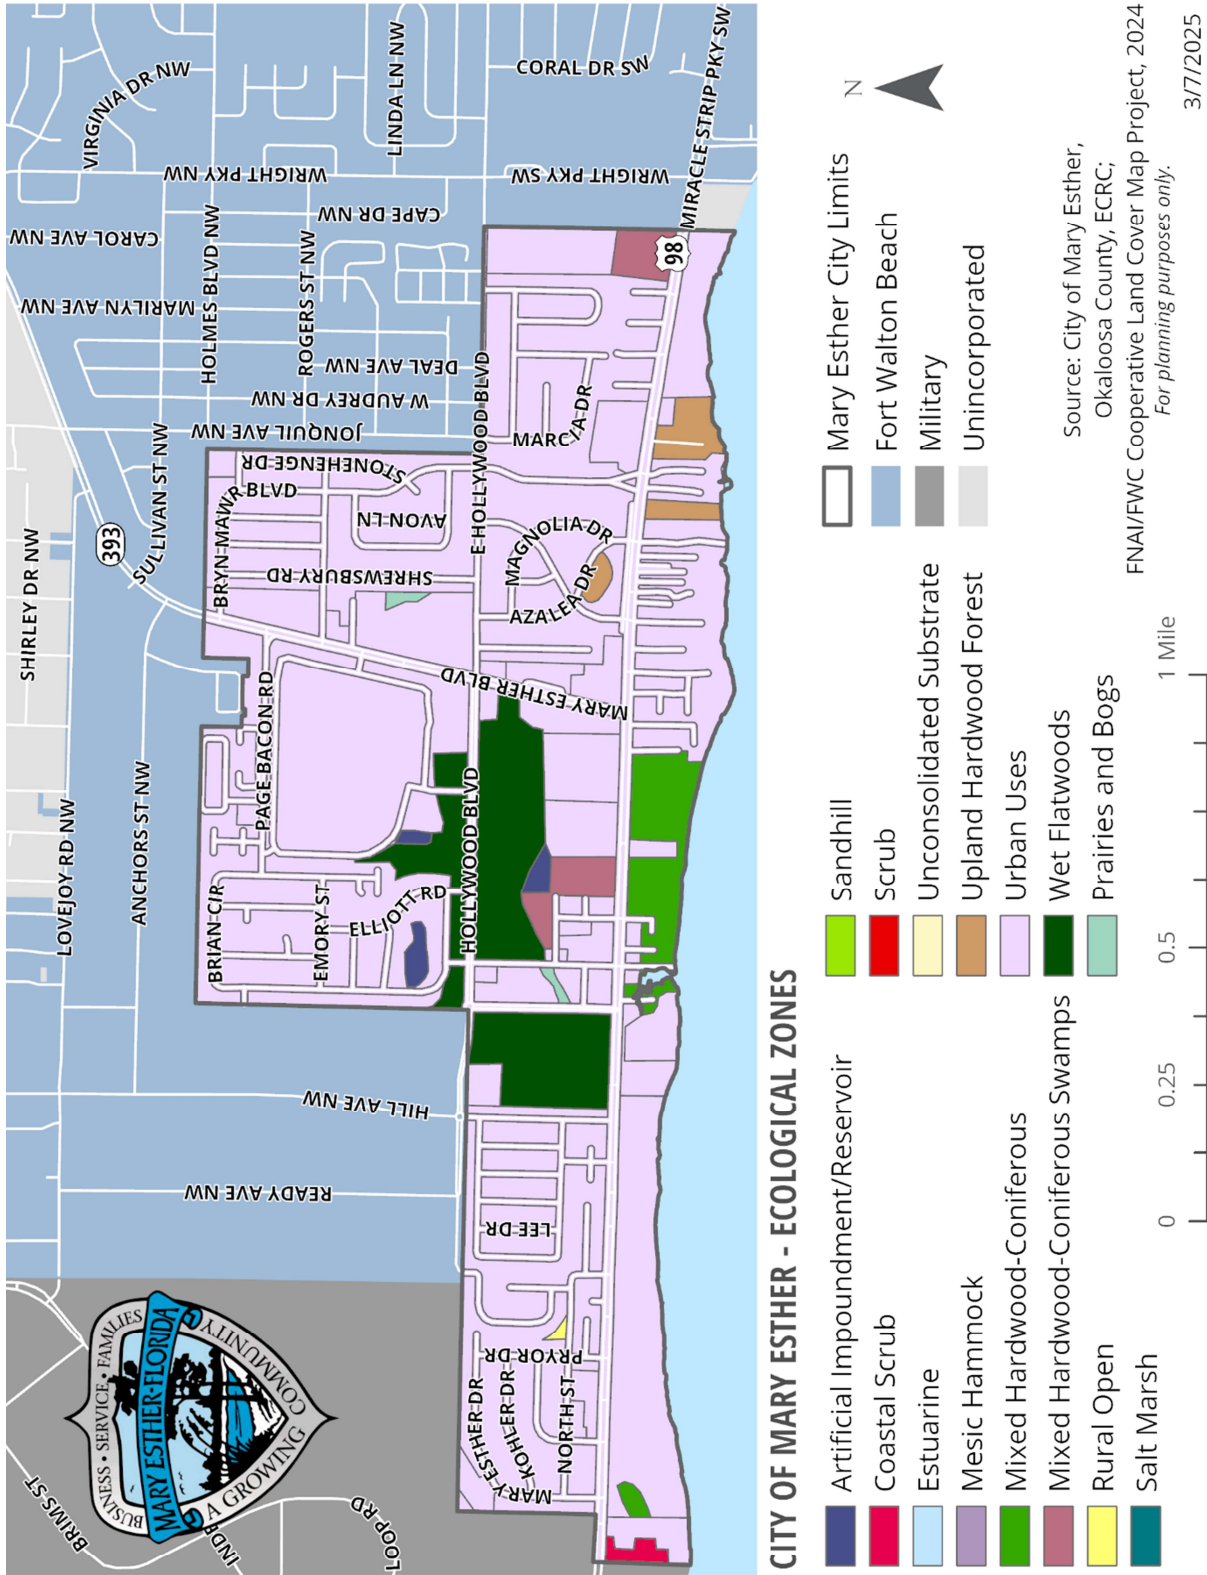 BUSINESS • SERVICE • FAMILIES
MARY ESTHER-FLORIDA
A GROWING
COMMUNITY
BRIMS ST
LOOP RD
SHIRLEY DR NW
LOVEJOY RD NW
ANCHORS ST NW
HILL AVE NW
READY AVE NW
393
SULLIVAN ST NW
CAROL AVE NW
MARILYN AVE NW
VIRGINIA DR NW
WRIGHT PKY NW
HOLMES BLVD NW
CAPE DR NW
ROGERS ST NW
DEAL AVE NW
W AUDREY DR NW
JONQUIL AVE NW
LINDA LN NW
CORAL DR SW
WRIGHT PKY SW
MIRACLE STRIP PKY SW
98
STONEHENGE DR
BRYN MAWR BLVD
AVON LN
SHREWSBURY RD
E HOLLYWOOD BLVD
MARCIA DR
MAGNOLIA DR
AZALEA DR
MARY ESTHER BLVD
PAGE BACON RD
BRIAN CIR
EMORY ST
ELLIOTT RD
HOLLYWOOD BLVD
LEE DR
PRYOR DR
MARY ESTHER DR
KOHLER DR
NORTH ST
MARY
CITY OF MARY ESTHER - ECOLOGICAL ZONES
Artificial Impoundment/Reservoir
Coastal Scrub
Estuarine
Mesic Hammock
Mixed Hardwood-Coniferous
Mixed Hardwood-Coniferous Swamps
Rural Open
Salt Marsh
Sandhill
Scrub
Unconsolidated Substrate
Upland Hardwood Forest
Urban Uses
Wet Flatwoods
Prairies and Bogs
Mary Esther City Limits
Fort Walton Beach
Military
Unincorporated
N
0
0.25
0.5
1 Mile
Source: City of Mary Esther,
Okaloosa County, ECRC,
FNAI/FWC Cooperative Land Cover Map Project, 2024
For planning purposes only.
3/7/2025